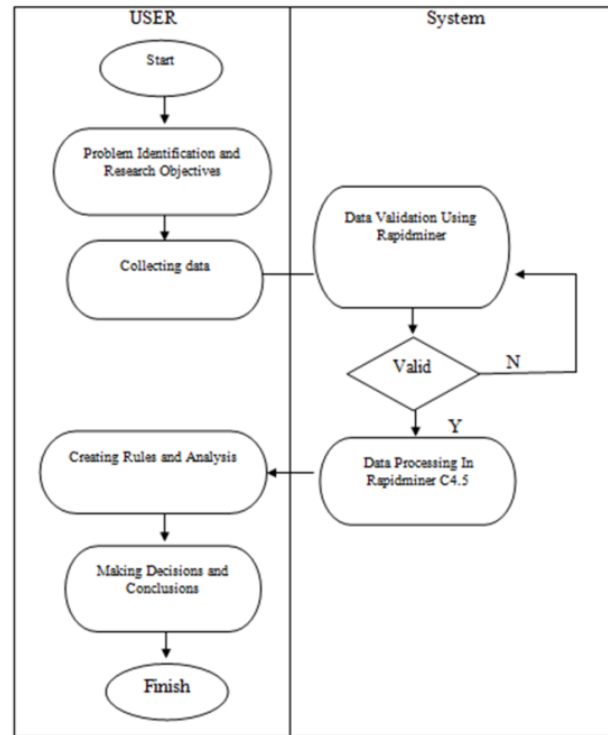 USER
System
Start
Problem Identification and
Research Objectives
Collecting data
Data Validation Using
Rapidminer
Valid
N
Y
Data Processing In
Rapidminer C4.5
Creating Rules and Analysis
Making Decisions and
Conclusions
Finish